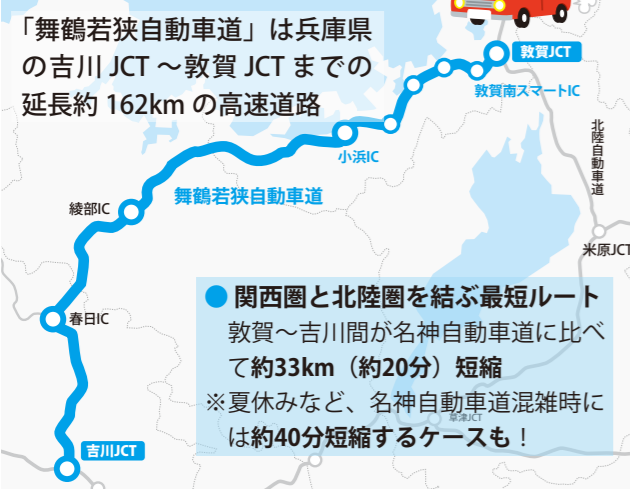 「舞鶴若狭自動車道」は兵庫県
の吉川 JCT ～敦賀 JCT までの
延長約 162km の高速道路
敦賀JCT
敦賀南スマートIC
北陸自動車道
小浜IC
舞鶴若狭自動車道
綾部IC
米原JCT
春日IC
● 関西圏と北陸圏を結ぶ最短ルート
敦賀～吉川間が名神自動車道に比べ
て約33km（約20分）短縮
※夏休みなど、名神自動車道混雑時に
は約40分短縮するケースも！
草津JCT
吉川JCT